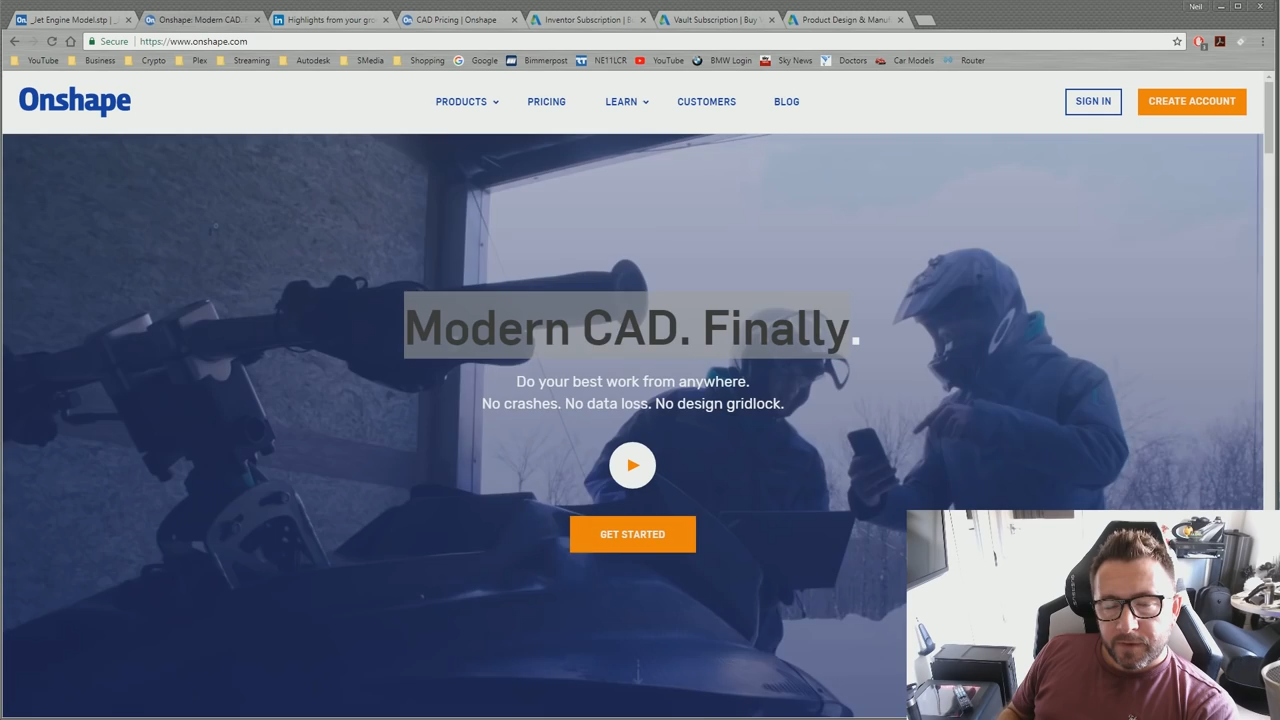 Neil
_Jet Engine Model.stp | _
Onshape: Modern CAD. F
Highlights from your gro
CAD Pricing | Onshape
Inventor Subscription | B
Vault Subscription | Buy
Product Design & Manuf
Secure
https://www.onshape.com
YouTube
Business
Crypto
Plex
Streaming
Autodesk
SMedia
Shopping
Google
Bimmerpost
NE11LCR
YouTube
BMW Login
Sky News
Doctors
Car Models
Router
Onshape
PRODUCTS
PRICING
LEARN
CUSTOMERS
BLOG
SIGN IN
CREATE ACCOUNT
Modern CAD. Finally.
Do your best work from anywhere.
No crashes. No data loss. No design gridlock.
GET STARTED